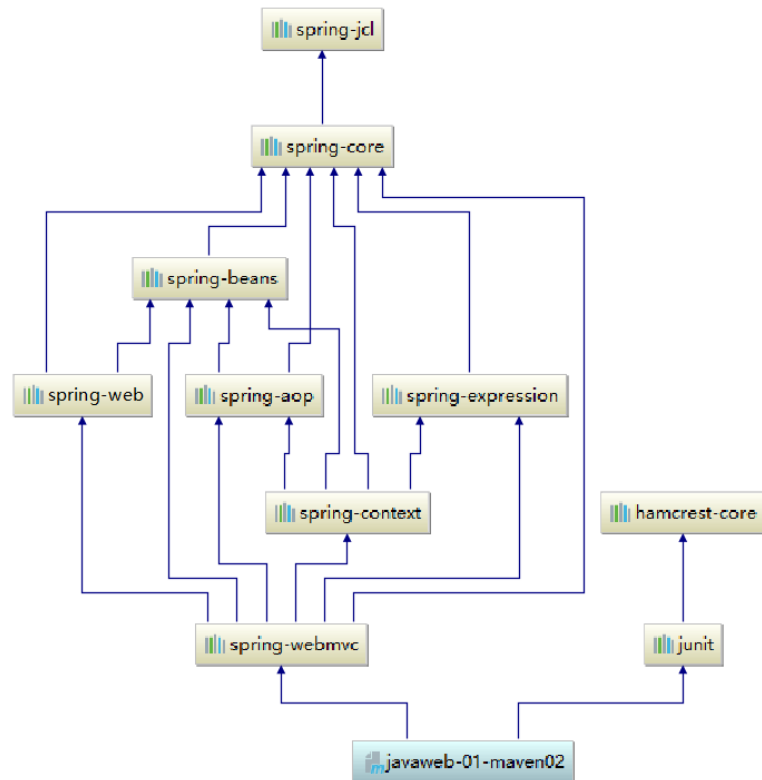 spring-jcl
spring-core
spring-beans
spring-web
spring-aop
spring-expression
spring-context
hamcrest-core
spring-webmvc
junit
javaweb-01-maven02